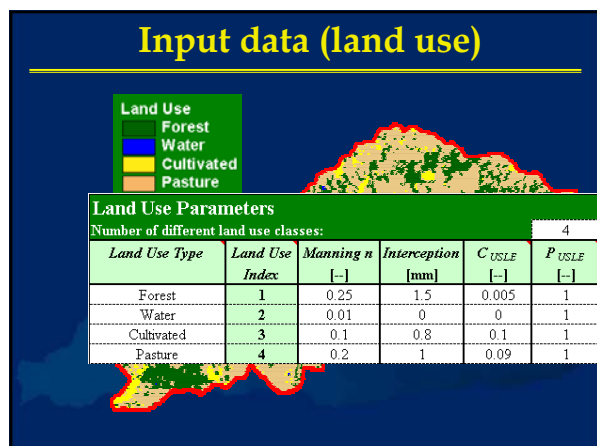 Input data (land use)
Land Use
Forest
Water
Cultivated
Pasture
Land Use Parameters
Number of different land use classes: 4
Land Use Type Land Use Manning n Interception C USLE P USLE
Index [--] [mm] [--] [--]
Forest 1 0.25 1.5 0.005 1
Water 2 0.01 0 0 1
Cultivated 3 0.1 0.8 0.1 1
Pasture 4 0.2 1 0.09 1